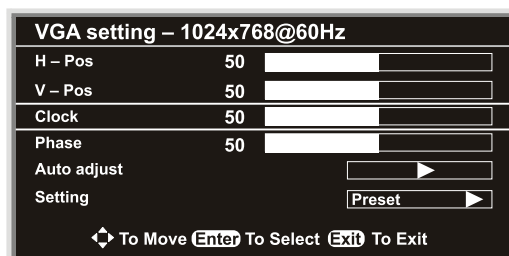 VGA setting – 1024x768@60Hz
H – Pos 50
V – Pos 50
Clock 50
Phase 50
Auto adjust
Setting Preset
To Move Enter To Select Exit To Exit